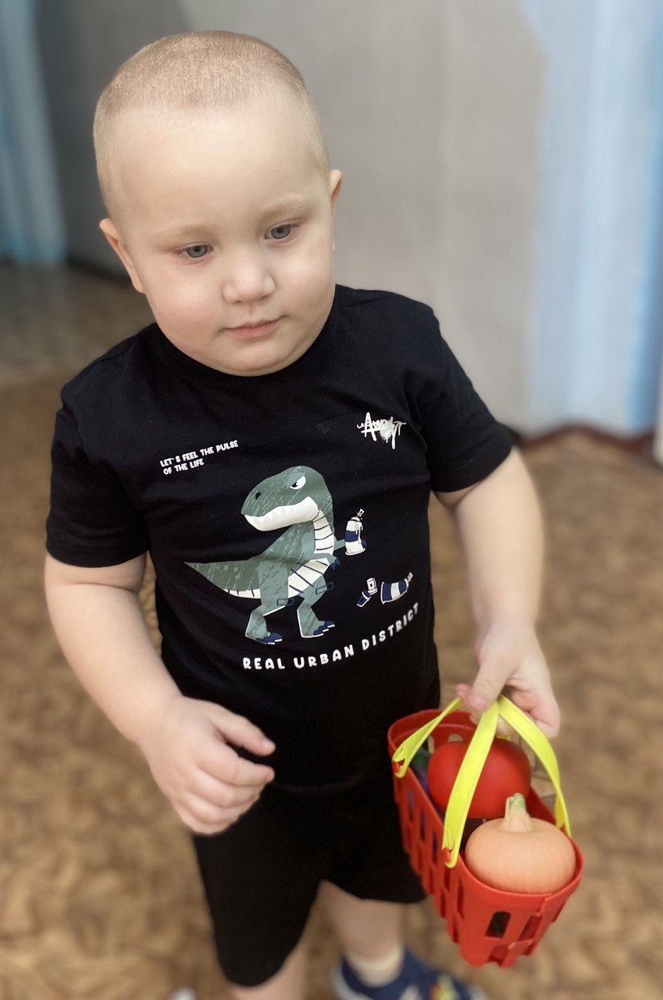 LET'S FEEL THE PULSE
OF THE LIFE
REAL URBAN DISTRICT